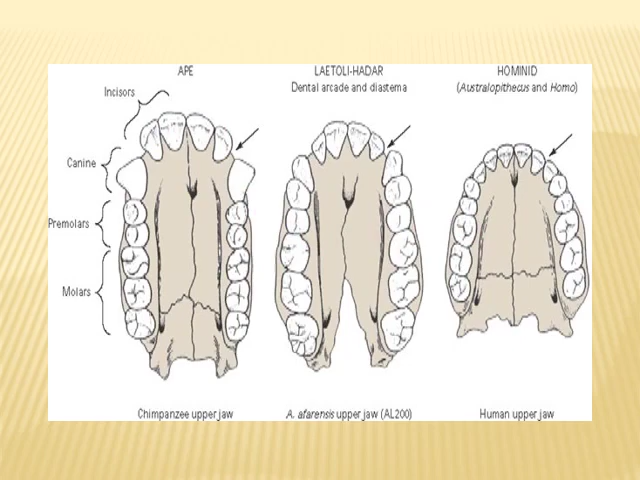 APE
LAETOLI-HADAR
Dental arcade and diastema
HOMINID
(Australopithecus and Homo)
Incisors
Canine
Premolars
Molars
Chimpanzee upper jaw
A. afarensis upper jaw (AL200)
Human upper jaw